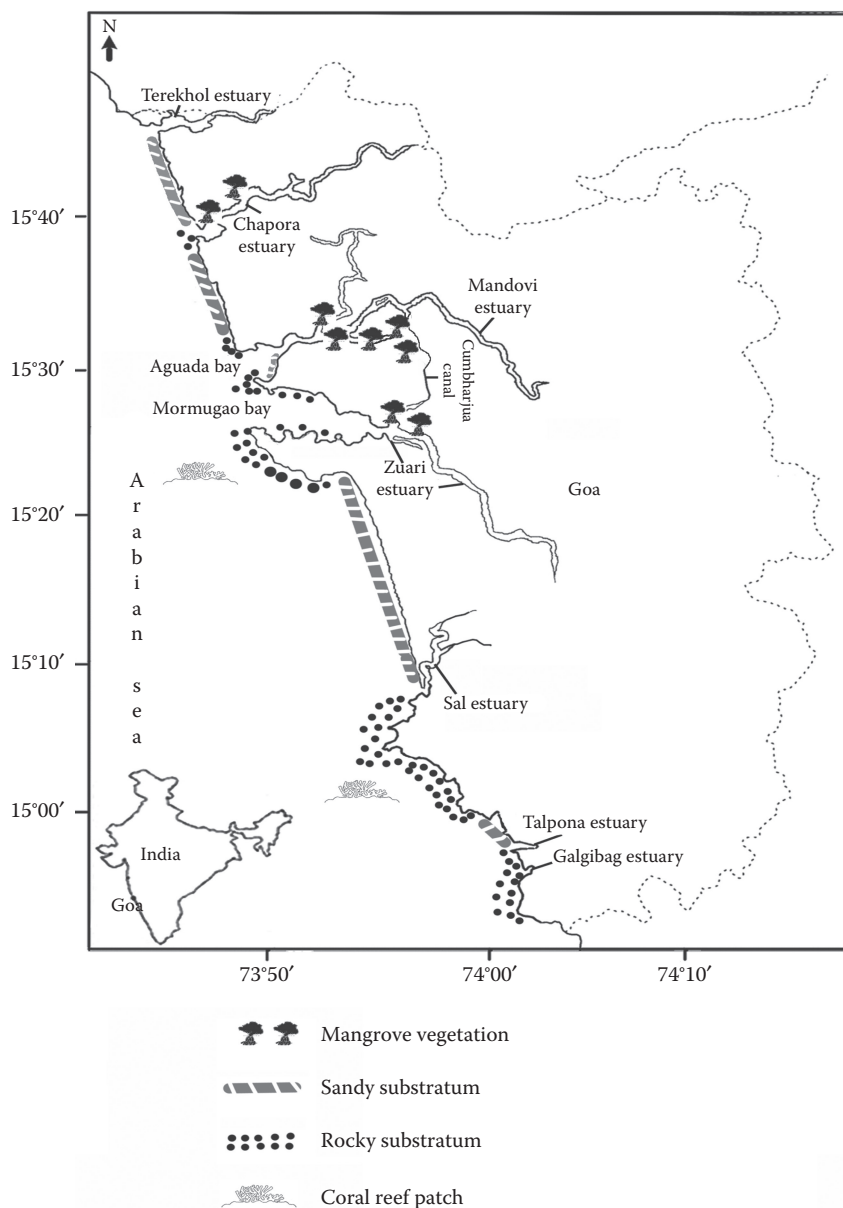 N
Terekhol estuary
15°40′
Chapora
estuary
Mandovi
estuary
15°30′
Aguada bay
Cumbharjua
canal
Mormugao bay
Zuari
estuary
Goa
15°20′
Arabian sea
15°10′
Sal estuary
15°00′
Talpona estuary
Galgibag estuary
India
Goa
73°50′
74°00′
74°10′
Mangrove vegetation
Sandy substratum
Rocky substratum
Coral reef patch